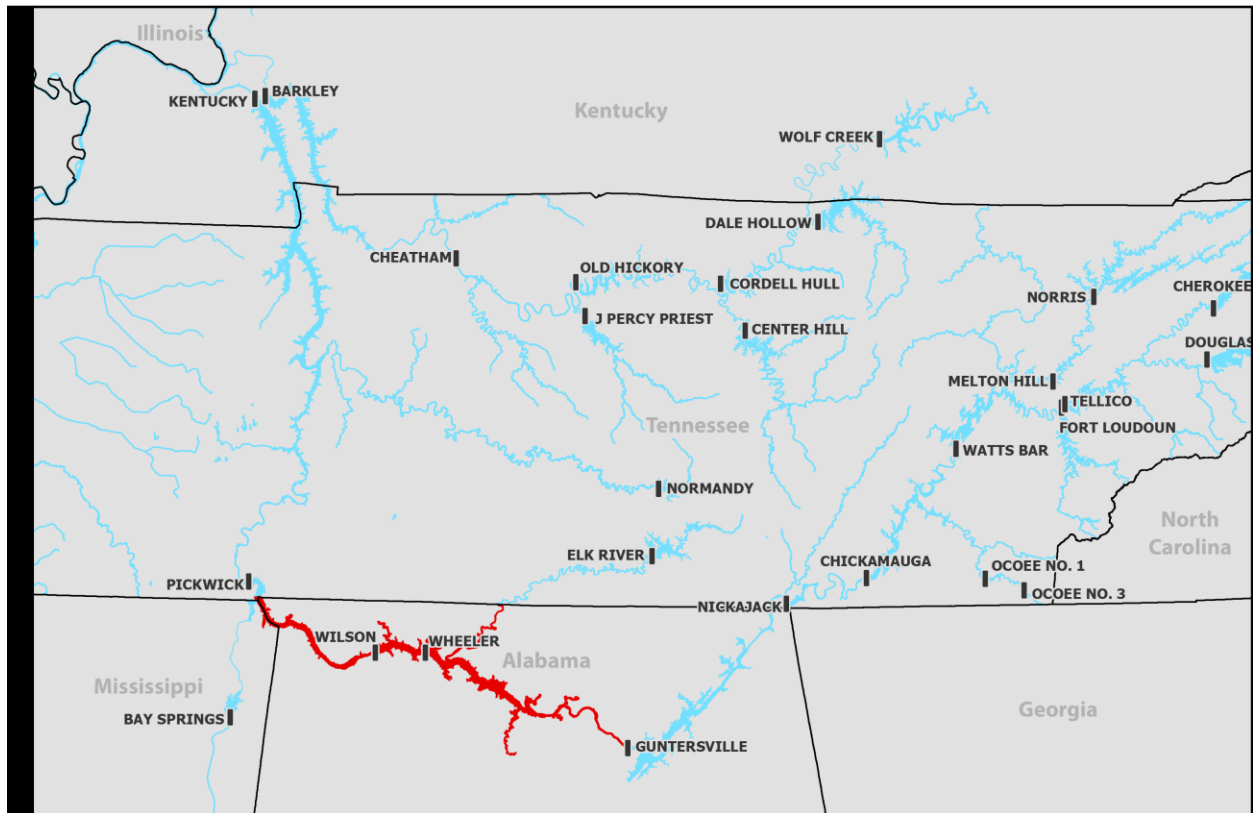 Illinois
KENTUCKY
BARKLEY
Kentucky
WOLF CREEK
DALE HOLLOW
CHEATHAM
OLD HICKORY
CORDELL HULL
NORRIS
CHEROKEE
J PERCY PRIEST
CENTER HILL
DOUGLAS
MELTON HILL
TELLICO
FORT LOUDOUN
Tennessee
WATTS BAR
NORMANDY
North
Carolina
ELK RIVER
CHICKAMAUGA
OCOEE NO. 1
OCOEE NO. 3
PICKWICK
NICKAJACK
WILSON
WHEELER
Alabama
Mississippi
BAY SPRINGS
Georgia
GUNTERSVILLE